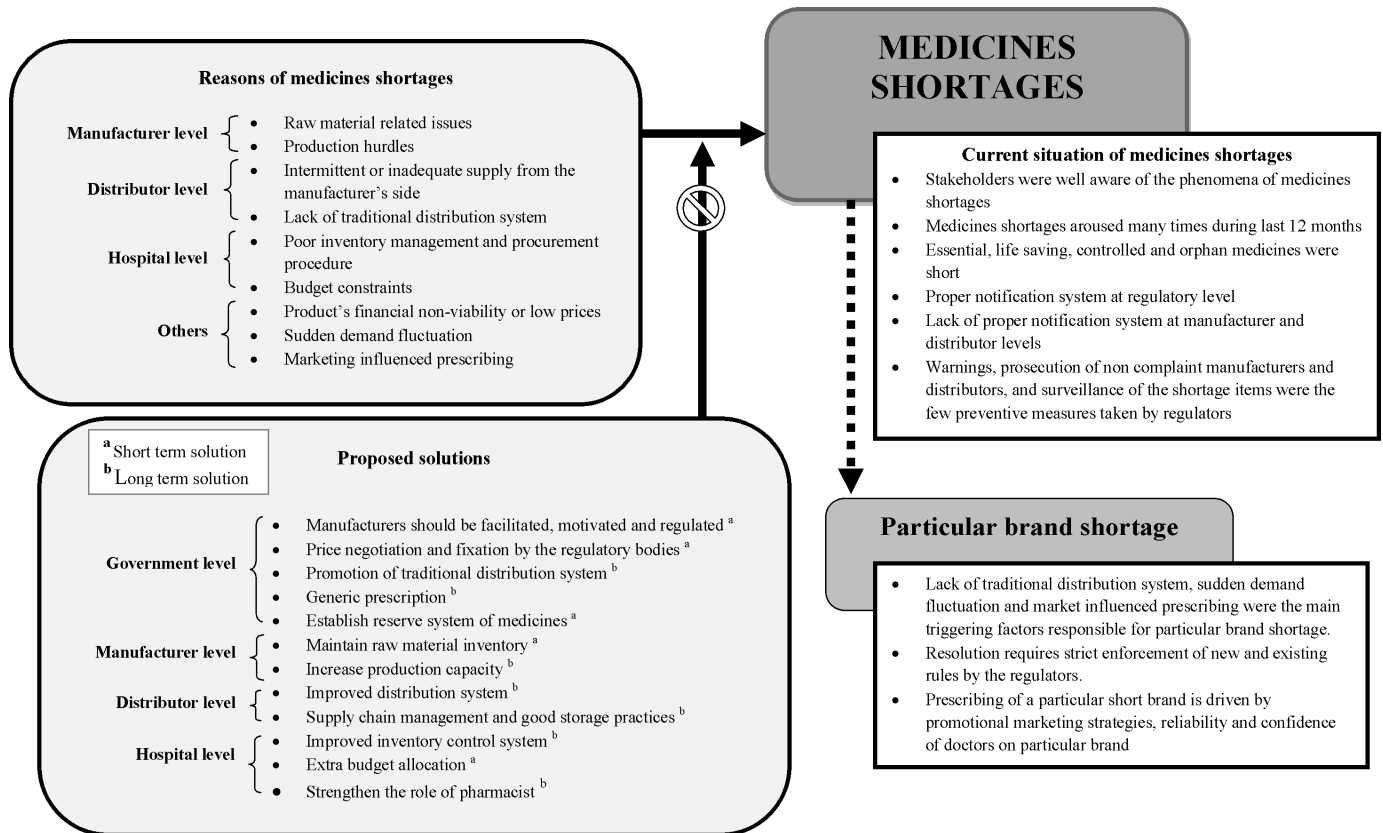 Reasons of medicines shortages
Manufacturer level
• Raw material related issues
• Production hurdles
Distributor level
• Intermittent or inadequate supply from the
manufacturer’s side
• Lack of traditional distribution system
Hospital level
• Poor inventory management and procurement
procedure
• Budget constraints
Others
• Product’s financial non-viability or low prices
• Sudden demand fluctuation
• Marketing influenced prescribing
MEDICINES
SHORTAGES
Current situation of medicines shortages
• Stakeholders were well aware of the phenomena of medicines
shortages
• Medicines shortages aroused many times during last 12 months
• Essential, life saving, controlled and orphan medicines were
short
• Proper notification system at regulatory level
• Lack of proper notification system at manufacturer and
distributor levels
• Warnings, prosecution of non complaint manufacturers and
distributors, and surveillance of the shortage items were the
few preventive measures taken by regulators
a Short term solution
b Long term solution
Proposed solutions
Government level
• Manufacturers should be facilitated, motivated and regulated a
• Price negotiation and fixation by the regulatory bodies a
• Promotion of traditional distribution system b
• Generic prescription b
• Establish reserve system of medicines a
Manufacturer level
• Maintain raw material inventory a
• Increase production capacity b
Distributor level
• Improved distribution system b
• Supply chain management and good storage practices b
Hospital level
• Improved inventory control system b
• Extra budget allocation a
• Strengthen the role of pharmacist b
Particular brand shortage
• Lack of traditional distribution system, sudden demand
fluctuation and market influenced prescribing were the main
triggering factors responsible for particular brand shortage.
• Resolution requires strict enforcement of new and existing
rules by the regulators.
• Prescribing of a particular short brand is driven by
promotional marketing strategies, reliability and confidence
of doctors on particular brand